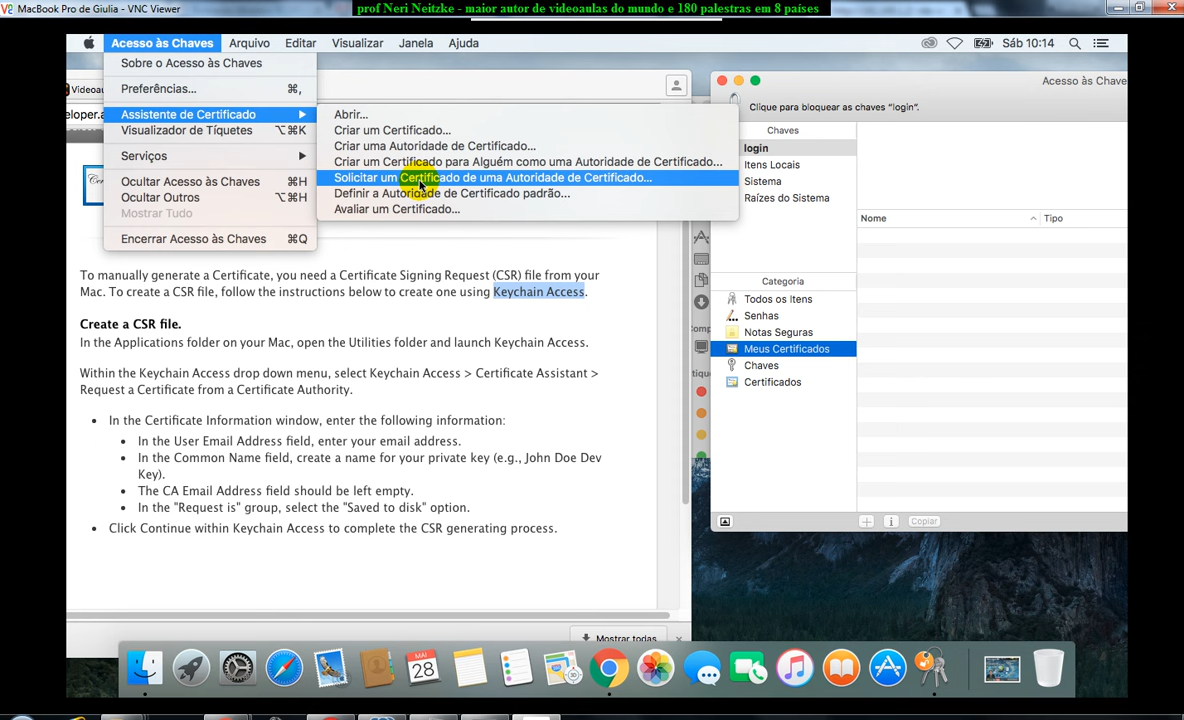 MacBook Pro de Giulia - VNC Viewer
prof Neri Neitzke - maior autor de videoaulas do mundo e 180 palestras em 8 países
Acesso às Chaves Arquivo Editar Visualizar Janela Ajuda
Sáb 10:14
Sobre o Acesso às Chaves
Preferências... ⌘,
Assistente de Certificado
Visualizador de Tíquetes ⌥⌘K
Serviços
Ocultar Acesso às Chaves ⌘H
Ocultar Outros ⌥⌘H
Mostrar Tudo
Encerrar Acesso às Chaves ⌘Q
Abrir...
Criar um Certificado...
Criar uma Autoridade de Certificado...
Criar um Certificado para Alguém como uma Autoridade de Certificado...
Solicitar um Certificado de uma Autoridade de Certificado...
Definir a Autoridade de Certificado padrão...
Avaliar um Certificado...
To manually generate a Certificate, you need a Certificate Signing Request (CSR) file from your
Mac. To create a CSR file, follow the instructions below to create one using Keychain Access.
Create a CSR file.
In the Applications folder on your Mac, open the Utilities folder and launch Keychain Access.
Within the Keychain Access drop down menu, select Keychain Access > Certificate Assistant >
Request a Certificate from a Certificate Authority.
• In the Certificate Information window, enter the following information:
• In the User Email Address field, enter your email address.
• In the Common Name field, create a name for your private key (e.g., John Doe Dev
Key).
• The CA Email Address field should be left empty.
• In the "Request is" group, select the "Saved to disk" option.
• Click Continue within Keychain Access to complete the CSR generating process.
Mostrar todas
Acesso às Chave
Clique para bloquear as chaves “login”.
Chaves
login
Itens Locais
Sistema
Raízes do Sistema
Nome Tipo
Categoria
Todos os Itens
Senhas
Notas Seguras
Meus Certificados
Chaves
Certificados
Copiar
MAI
28